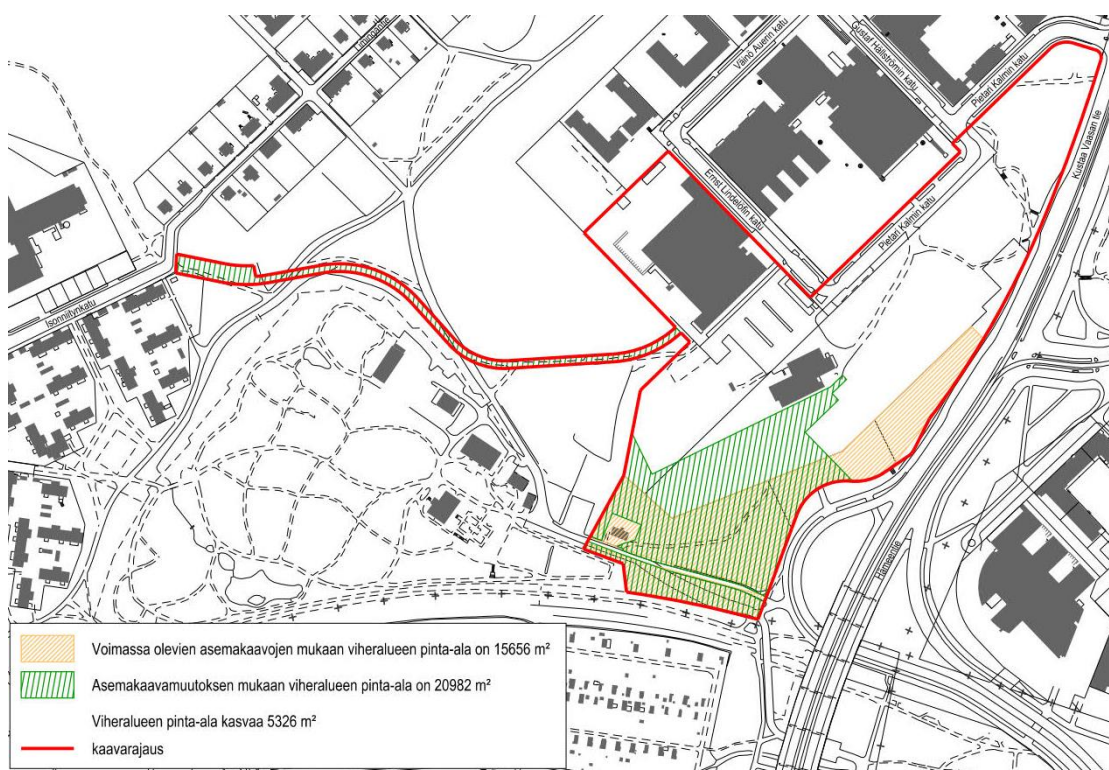 Limingantie
Väinö Auerin katu
Gustaf Hällströmin katu
Pietari Kalmin katu
Kustaa Vaasan tie
Ernst Lindelöfin katu
Pietari Kalmin katu
Isonniitynkatu
Hämeentie
Voimassa olevien asemakaavojen mukaan viheralueen pinta-ala on 15656 m²
Asemakaavamuutoksen mukaan viheralueen pinta-ala on 20982 m²
Viheralueen pinta-ala kasvaa 5326 m²
kaavarajaus